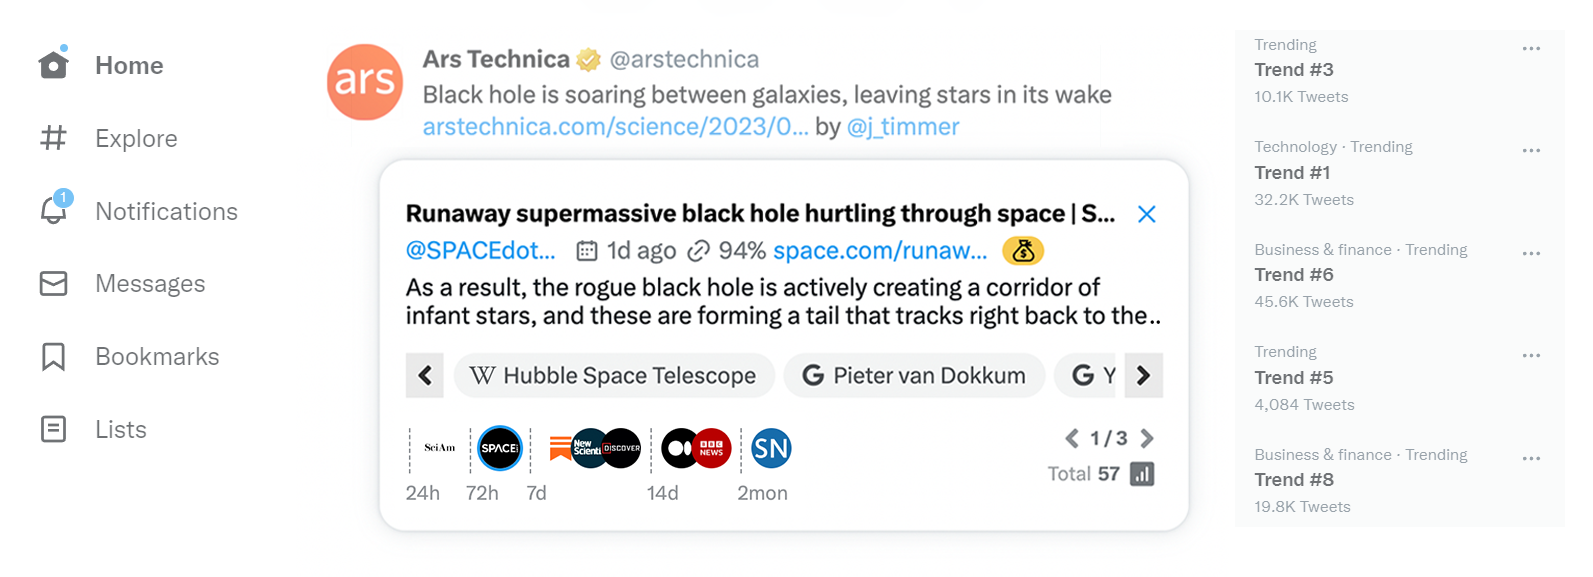 Home
Explore
1
Notifications
Messages
Bookmarks
Lists
ars
Ars Technica @arstechnica
Black hole is soaring between galaxies, leaving stars in its wake
arstechnica.com/science/2023/0... by @j_timmer
Runaway supermassive black hole hurtling through space | S...
@SPACEdot... 1d ago 94% space.com/runaw...
As a result, the rogue black hole is actively creating a corridor of
infant stars, and these are forming a tail that tracks right back to the..
W Hubble Space Telescope G Pieter van Dokkum G Y
SciAm SPACE New Scienti DISCOVER BBC NEWS SN
24h 72h 7d 14d 2mon
1/3
Total 57
Trending
Trend #3
10.1K Tweets
Technology · Trending
Trend #1
32.2K Tweets
Business & finance · Trending
Trend #6
45.6K Tweets
Trending
Trend #5
4,084 Tweets
Business & finance · Trending
Trend #8
19.8K Tweets